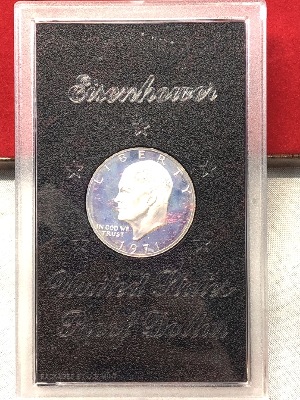 Eisenhower
LIBERTY
IN GOD WE
TRUST
1971
United States
Proof Dollar